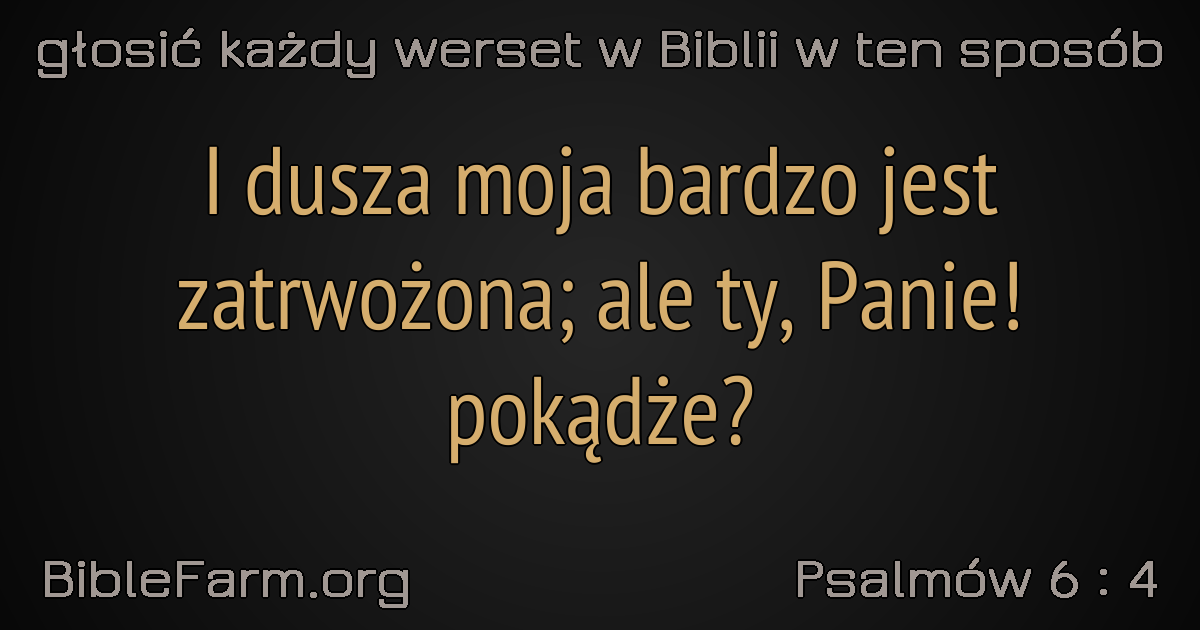 głosić każdy werset w Biblii w ten sposób
I dusza moja bardzo jest
zatrwożona; ale ty, Panie!
pokądże?
BibleFarm.org
Psalmów 6 : 4